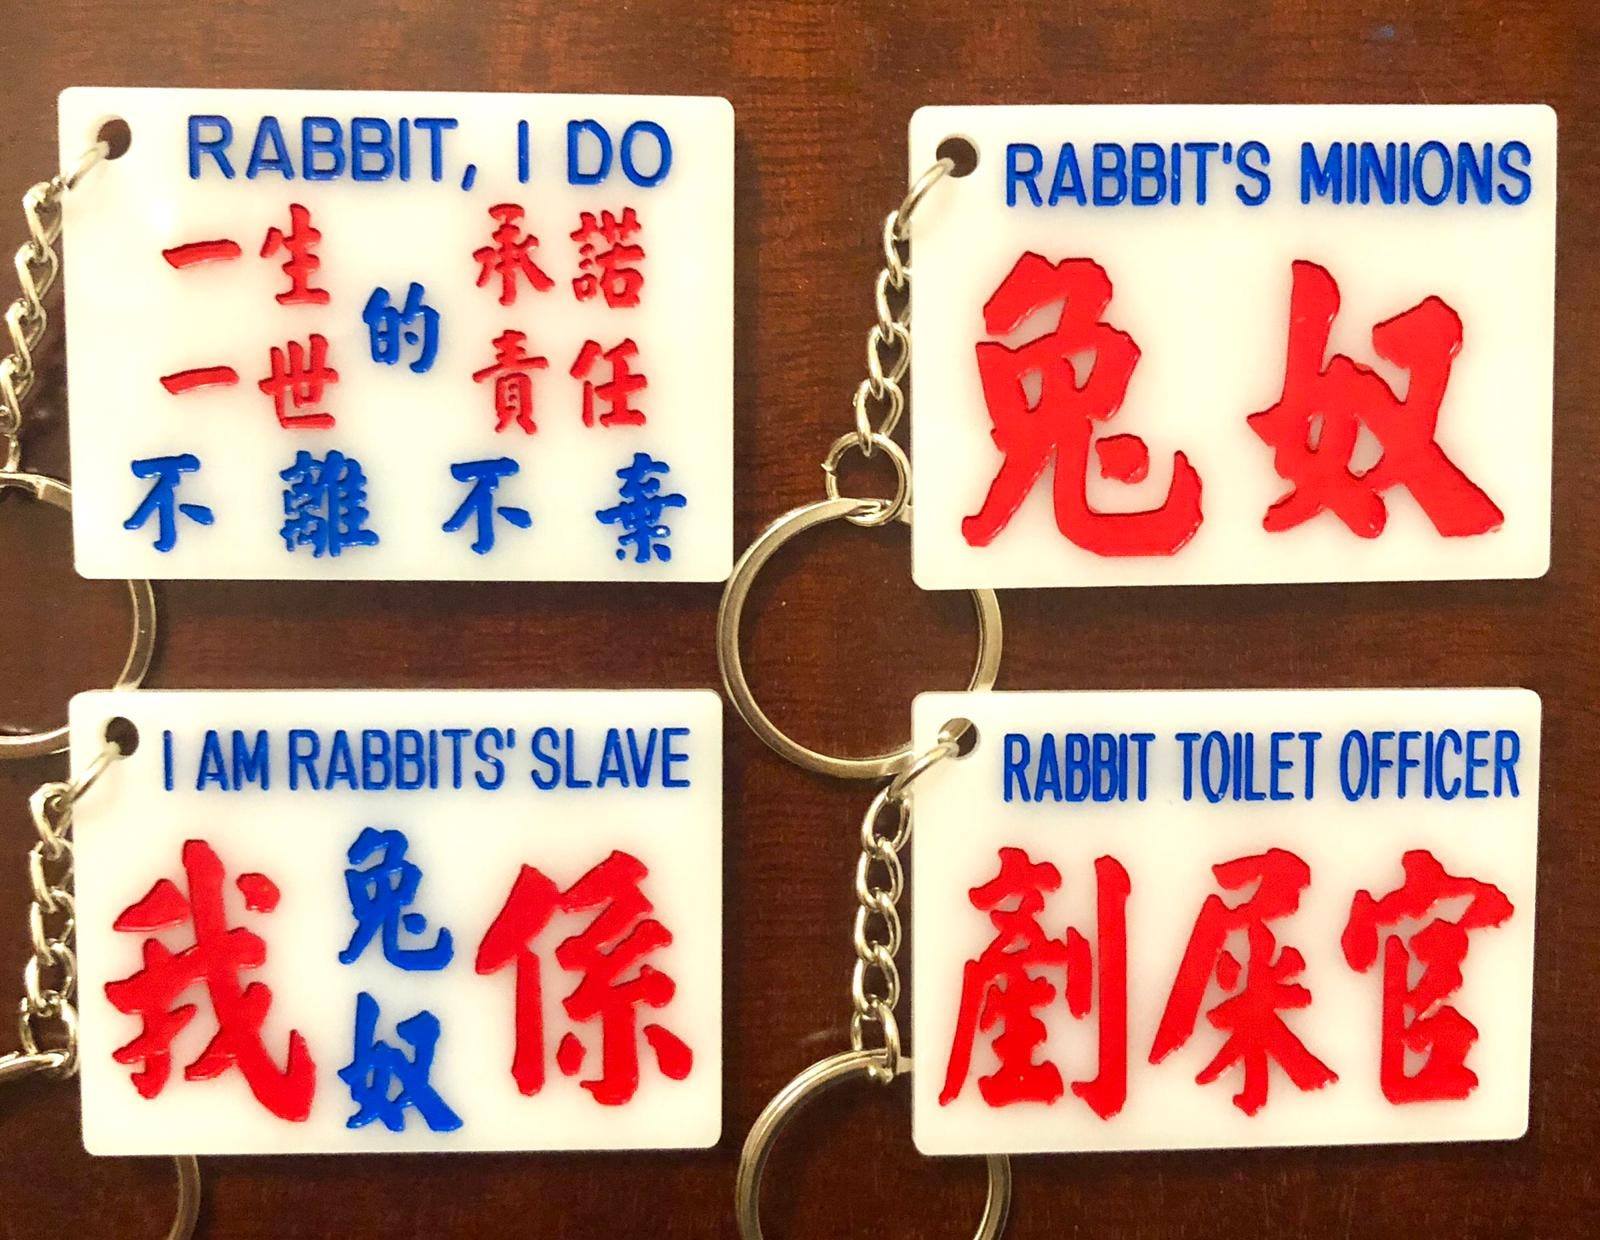 RABBIT, I DO
一生的承諾
一世 責任
不離不棄
RABBIT'S MINIONS
兔奴
I AM RABBITS' SLAVE
我係
兔奴
RABBIT TOILET OFFICER
剷屎官